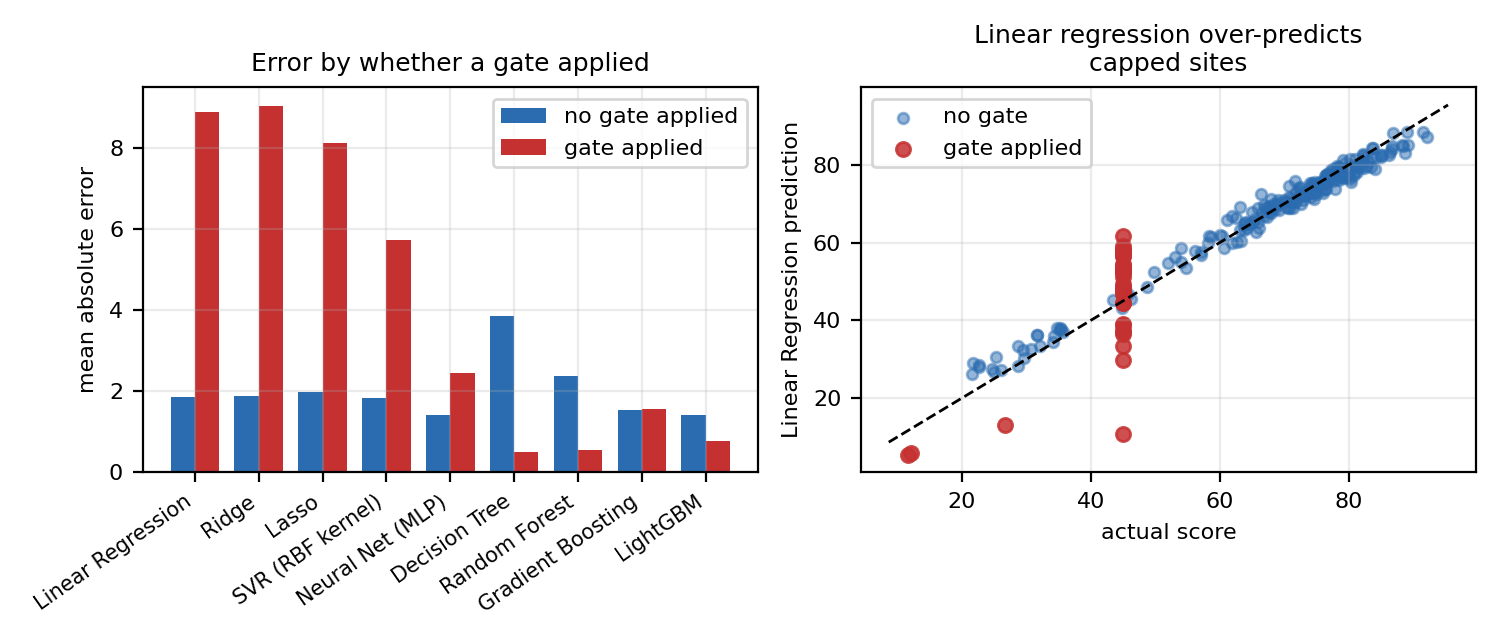 Error by whether a gate applied
no gate applied
gate applied
mean absolute error
8
6
4
2
0
Linear Regression
Ridge
Lasso
SVR (RBF kernel)
Neural Net (MLP)
Decision Tree
Random Forest
Gradient Boosting
LightGBM
Linear regression over-predicts
capped sites
no gate
gate applied
Linear Regression prediction
80
60
40
20
20
40
60
80
actual score